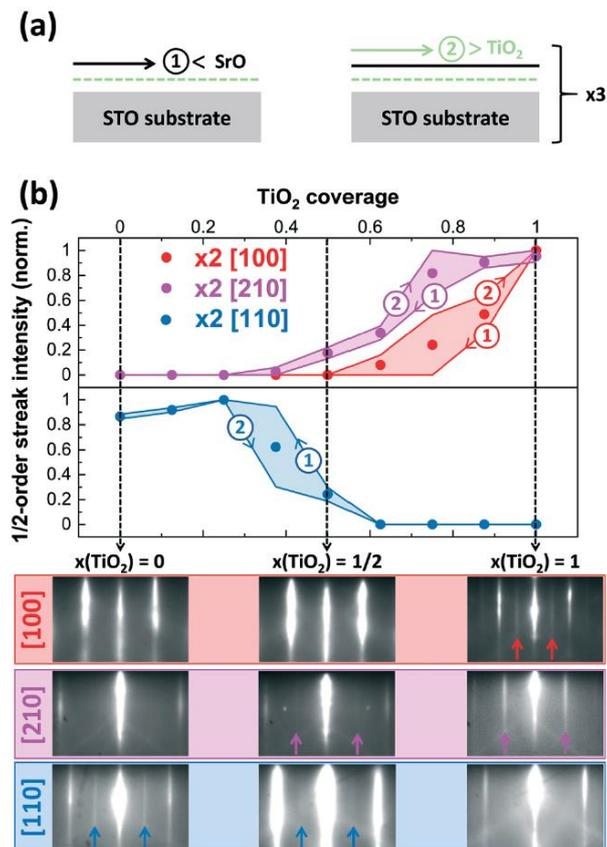 (a)
1 < SrO
2 > TiO₂
STO substrate
STO substrate
x3
(b)
TiO₂ coverage
0 0.2 0.4 0.6 0.8 1
1/2-order streak intensity (norm.)
1
0.8
0.6
0.4
0.2
0
x2 [100]
x2 [210]
x2 [110]
2
1
2
1
1
0.8
0.6
0.4
0.2
0
2
1
x(TiO₂) = 0
x(TiO₂) = 1/2
x(TiO₂) = 1
[100]
[210]
[110]